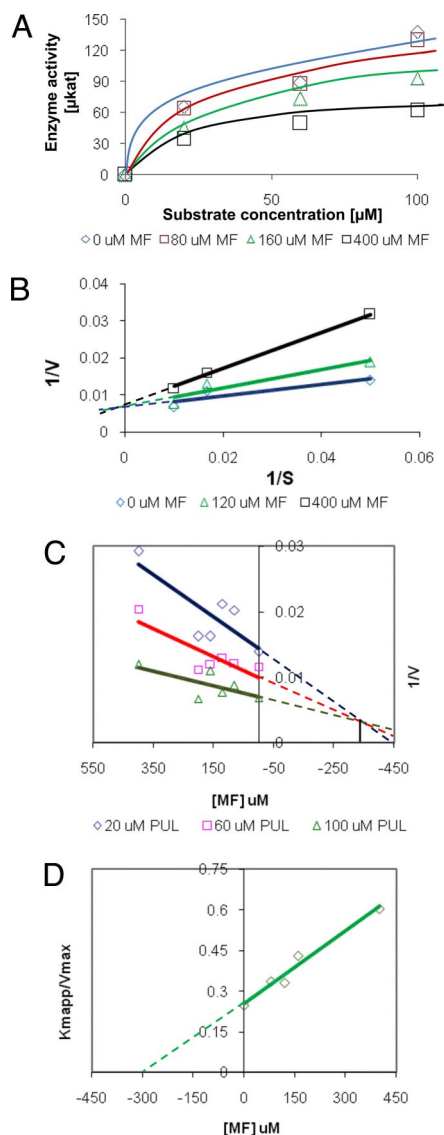 A
Enzyme activity
[µkat]
150
120
90
60
30
0
0
50
100
Substrate concentration [µM]
0 uM MF
80 uM MF
160 uM MF
400 uM MF
B
1/V
0.04
0.03
0.02
0.01
0
0
0.02
0.04
0.06
1/S
0 uM MF
120 uM MF
400 uM MF
C
0.03
0.02
0.01
0
1/V
550
350
150
-50
-250
-450
[MF] uM
20 uM PUL
60 uM PUL
100 uM PUL
D
Kmapp/Vmax
0.75
0.6
0.45
0.3
0.15
0
-450
-300
-150
0
150
300
450
[MF] uM